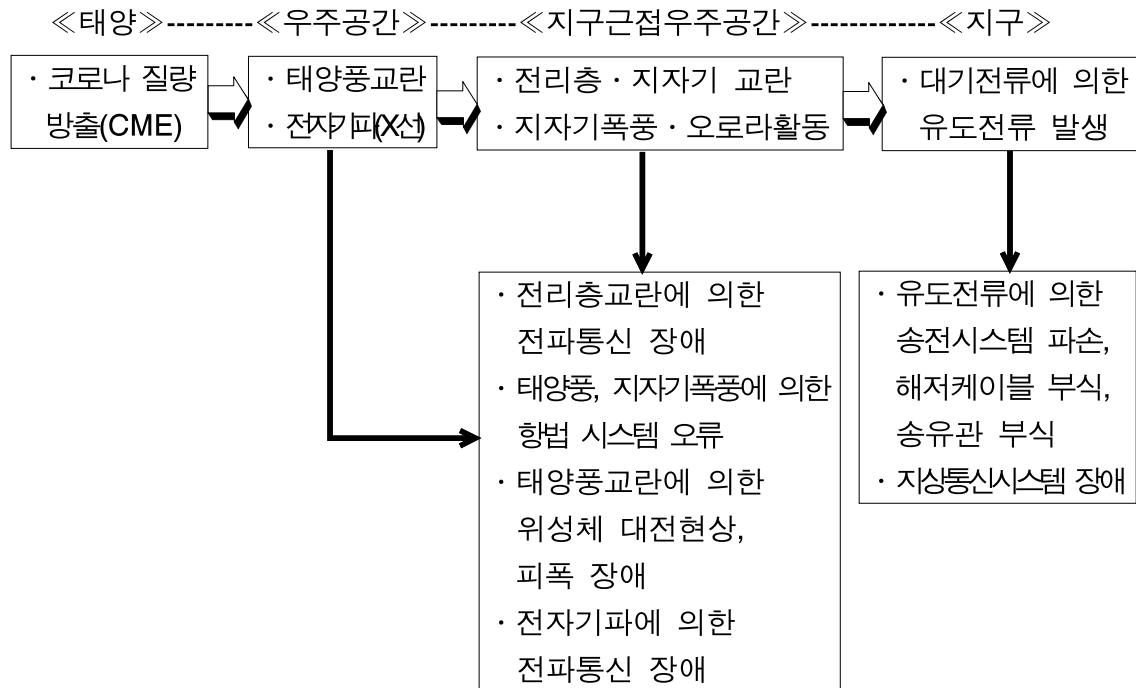 ≪태양≫-------≪우주공간≫-------≪지구근접우주공간≫-----------≪지구≫
· 코로나 질량
방출(CME)
· 태양풍교란
· 전자기파(X선)
· 전리층 · 지자기 교란
· 지자기폭풍 · 오로라활동
· 대기전류에 의한
유도전류 발생
· 전리층교란에 의한
전파통신 장애
· 태양풍, 지자기폭풍에 의한
항법 시스템 오류
· 태양풍교란에 의한
위성체 대전현상,
피폭 장애
· 전자기파에 의한
전파통신 장애
· 유도전류에 의한
송전시스템 파손,
해저케이블 부식,
송유관 부식
· 지상통신시스템 장애